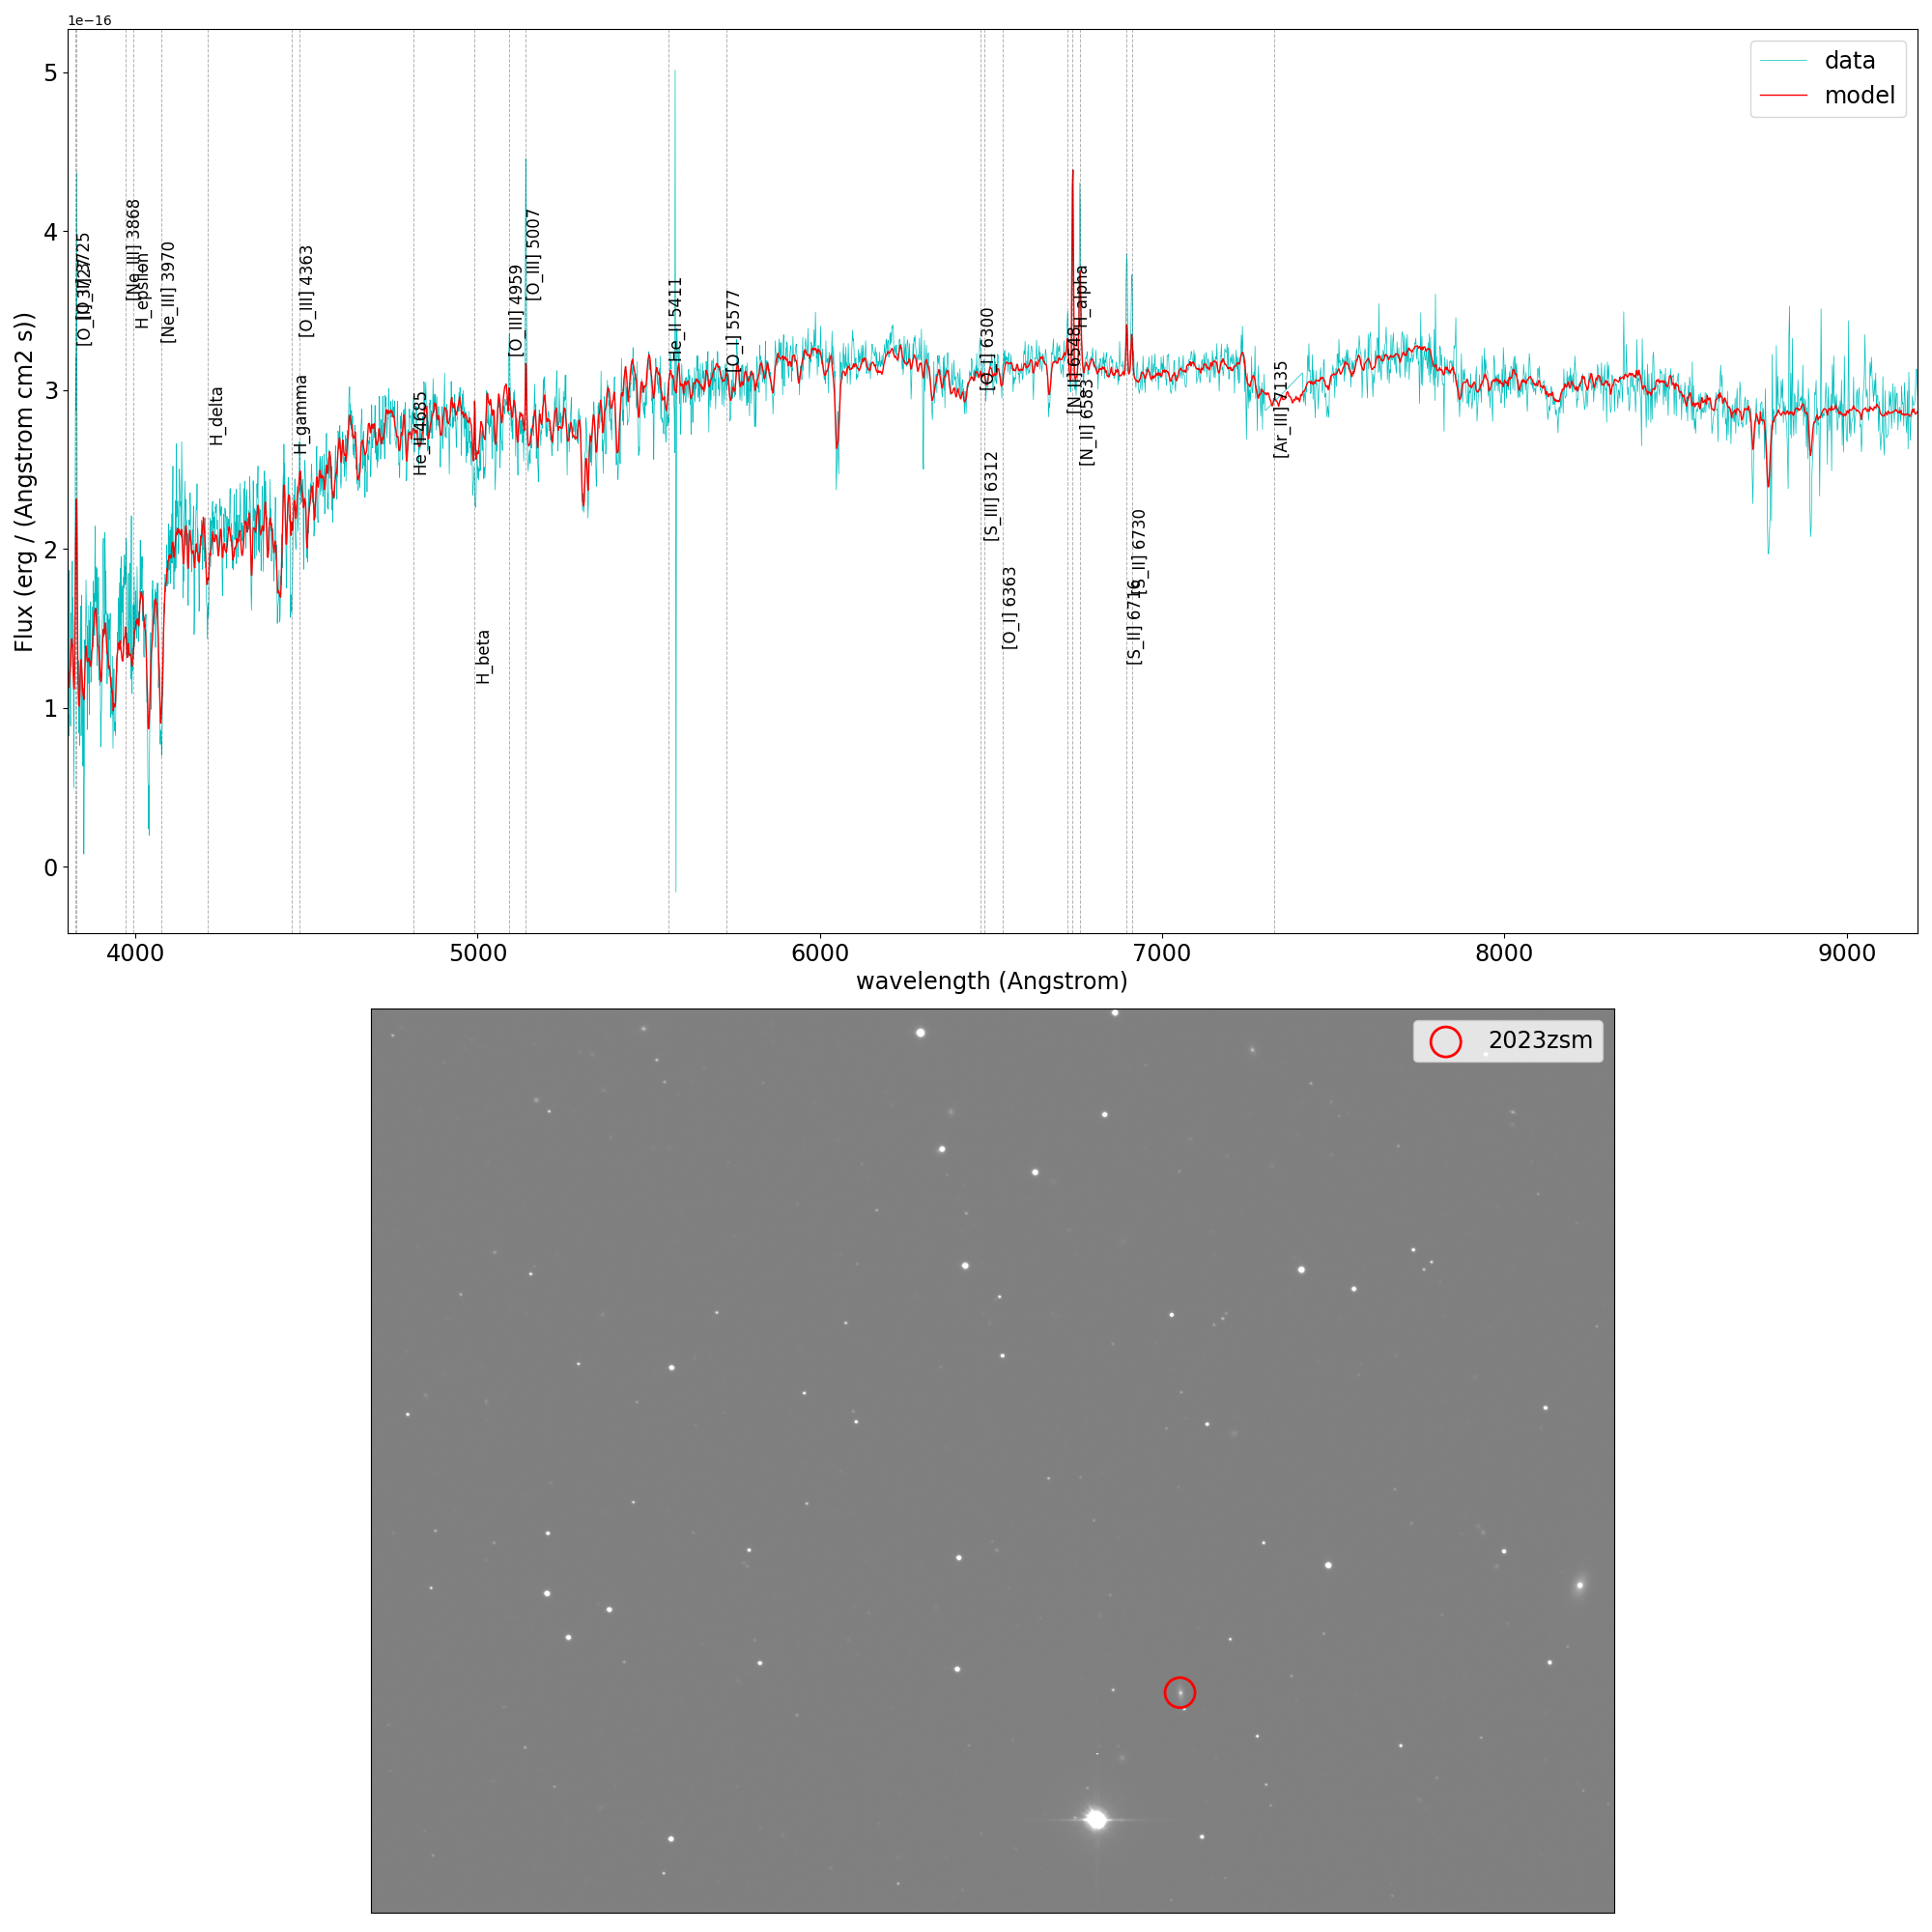 1e−16
data
model
5
4
3
2
1
0
Flux (erg / (Angstrom cm2 s))
[O_II] 3725
[Ne_III] 3868
H_epsilon
[Ne_III] 3970
H_delta
H_gamma
[O_III] 4363
He_II 4685
H_beta
[O_III] 4959
[O_III] 5007
He_II 5411
[O_I] 5577
[O_I] 6300
[S_III] 6312
[O_I] 6363
[N_II] 6548
H_alpha
[N_II] 6583
[S_II] 6716
[S_II] 6730
[Ar_III] 7135
4000 5000 6000 7000 8000 9000
wavelength (Angstrom)
2023zsm